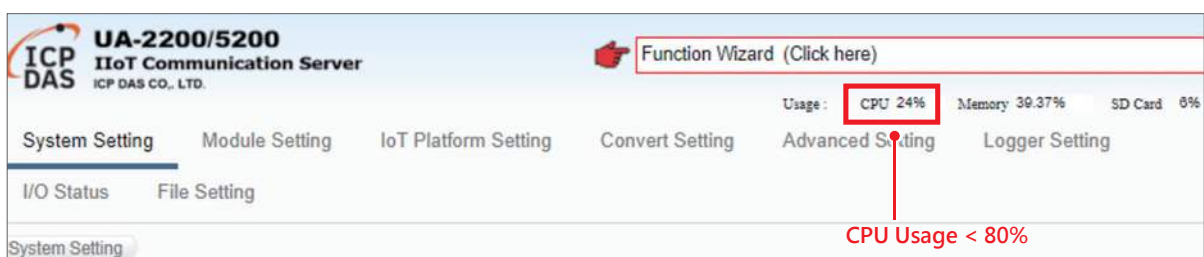 ICP
DAS
UA-2200/5200
IIoT Communication Server
ICP DAS CO,. LTD.
Function Wizard (Click here)
Usage : CPU 24% Memory 39.37% SD Card 6%
System Setting Module Setting IoT Platform Setting Convert Setting Advanced Setting Logger Setting
I/O Status File Setting
CPU Usage < 80%
System Setting